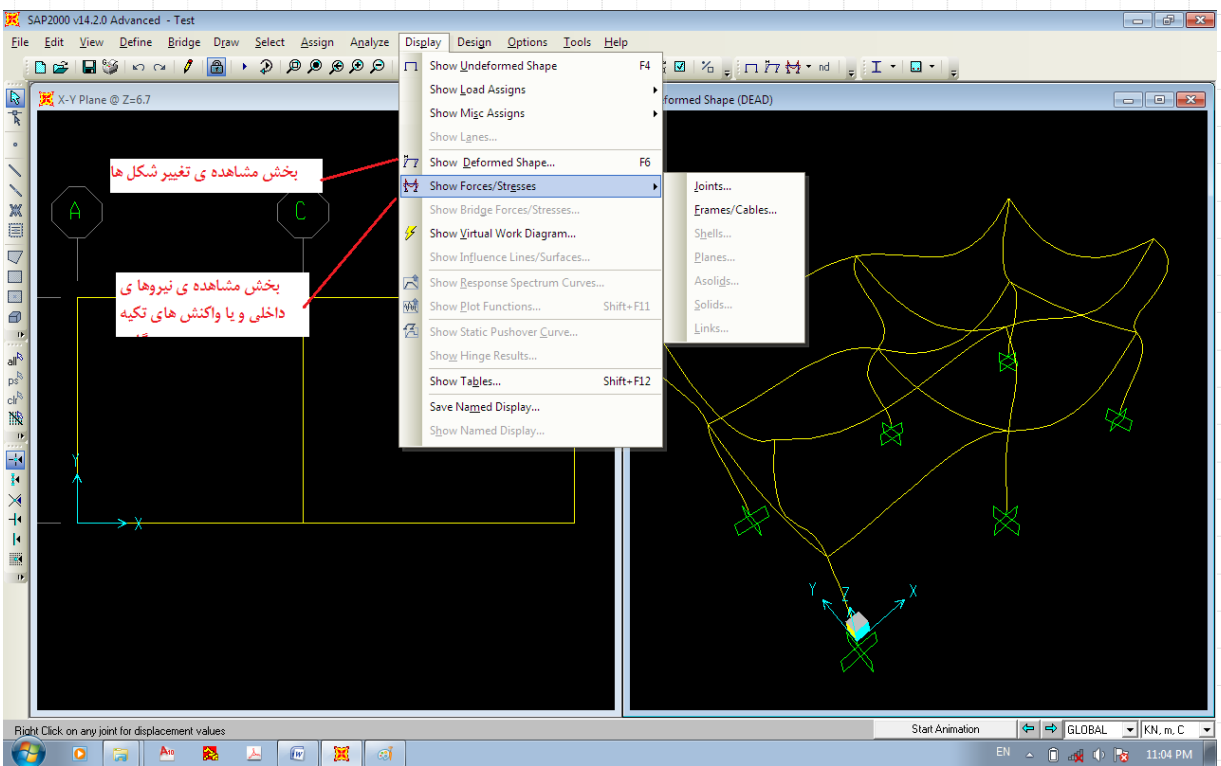 SAP2000 v14.2.0 Advanced - Test
File Edit View Define Bridge Draw Select Assign Analyze Display Design Options Tools Help
nd
X-Y Plane @ Z=6.7
formed Shape (DEAD)
Show Undeformed Shape F4
Show Load Assigns
Show Misc Assigns
Show Lanes...
Show Deformed Shape... F6
Show Forces/Stresses
Show Bridge Forces/Stresses...
Show Virtual Work Diagram...
Show Influence Lines/Surfaces...
Show Response Spectrum Curves...
Show Plot Functions... Shift+F11
Show Static Pushover Curve...
Show Hinge Results...
Show Tables... Shift+F12
Save Named Display...
Show Named Display...
Joints...
Frames/Cables...
Shells...
Planes...
Asolids...
Solids...
Links...
بخش مشاهده ی تغییر شکل ها
A
C
بخش مشاهده ی نیروها ی
داخلی و یا واکنش های تکیه
all
ps
clr
Y
X
Y
Z
X
Right Click on any joint for displacement values
Start Animation
GLOBAL
KN, m, C
EN
11:04 PM